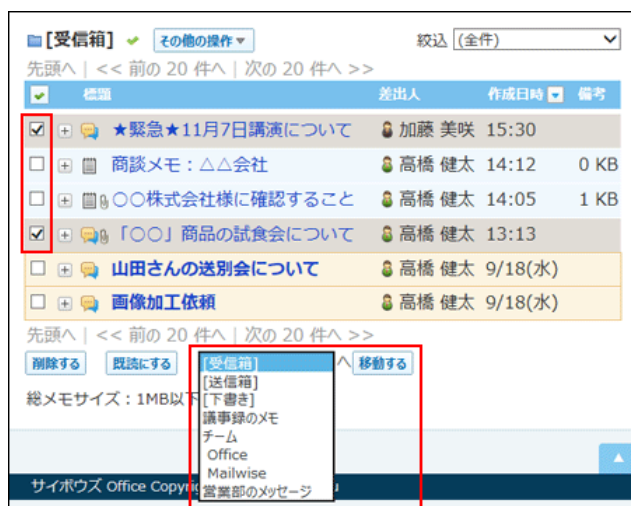 [受信箱] その他の操作 絞込 (全件)
先頭へ | << 前の 20 件へ | 次の 20 件へ >>
標題 差出人 作成日時 備考
★緊急★11月7日講演について 加藤 美咲 15:30
商談メモ：△△会社 高橋 健太 14:12 0 KB
○○株式会社様に確認すること 高橋 健太 14:05 1 KB
「○○」商品の試食会について 高橋 健太 13:13
山田さんの送別会について 高橋 健太 9/18(水)
画像加工依頼 高橋 健太 9/18(水)
先頭へ | << 前の 20 件へ | 次の 20 件へ >>
削除する 既読にする [受信箱] へ 移動する
[送信箱]
総メモサイズ：1MB以下 [下書き]
議事録のメモ
チーム
Office
Mailwise
サイボウズ Office Copyri
営業部のメッセージ